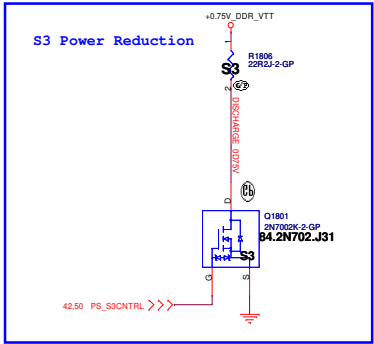 +0.75V_DDR_VTT
S3 Power Reduction
1
R1806
22R2J-2-GP
S3
2
DISCHARGE_0D75V
D
Q1801
2N7002K-2-GP
84.2N702.J31
S3
G
S
42,50 PS_S3CNTRL